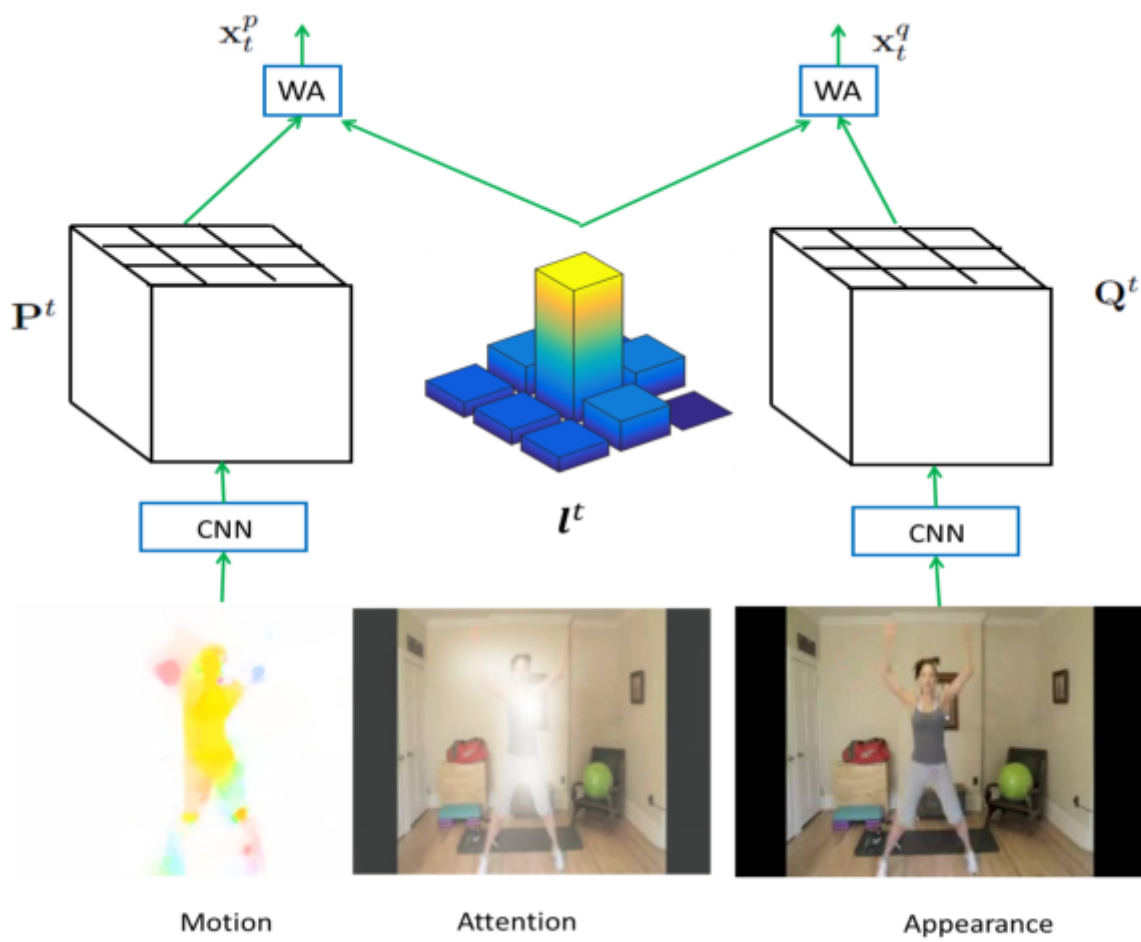 x_t^p
x_t^q
WA
WA
P^t
Q^t
l^t
CNN
CNN
Motion
Attention
Appearance